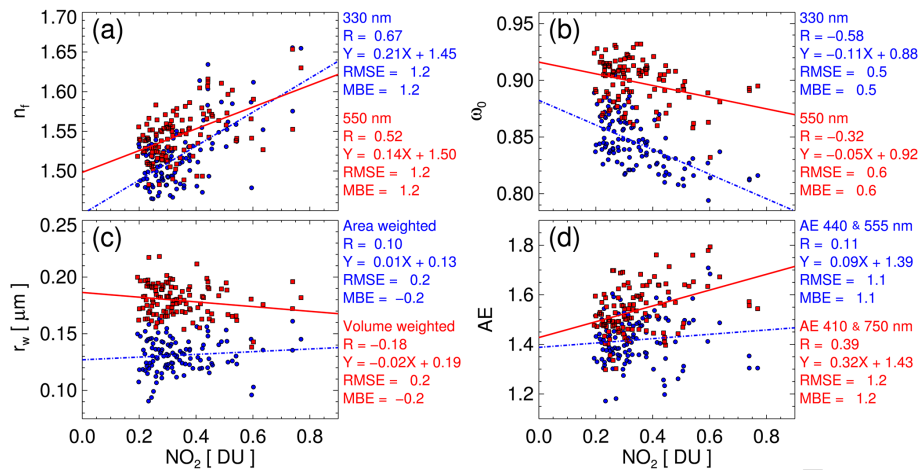 (a)
n_f
1.65
1.60
1.55
1.50
330 nm
R = 0.67
Y = 0.21X + 1.45
RMSE = 1.2
MBE = 1.2
550 nm
R = 0.52
Y = 0.14X + 1.50
RMSE = 1.2
MBE = 1.2
(b)
ω₀
0.95
0.90
0.85
0.80
330 nm
R = −0.58
Y = −0.11X + 0.88
RMSE = 0.5
MBE = 0.5
550 nm
R = −0.32
Y = −0.05X + 0.92
RMSE = 0.6
MBE = 0.6
(c)
r_w [ μm ]
0.25
0.20
0.15
0.10
0.0 0.2 0.4 0.6 0.8
NO₂ [ DU ]
Area weighted
R = 0.10
Y = 0.01X + 0.13
RMSE = 0.2
MBE = −0.2
Volume weighted
R = −0.18
Y = −0.02X + 0.19
RMSE = 0.2
MBE = −0.2
(d)
AE
1.8
1.6
1.4
1.2
0.0 0.2 0.4 0.6 0.8
NO₂ [ DU ]
AE 440 & 555 nm
R = 0.11
Y = 0.09X + 1.39
RMSE = 1.1
MBE = 1.1
AE 410 & 750 nm
R = 0.39
Y = 0.32X + 1.43
RMSE = 1.2
MBE = 1.2